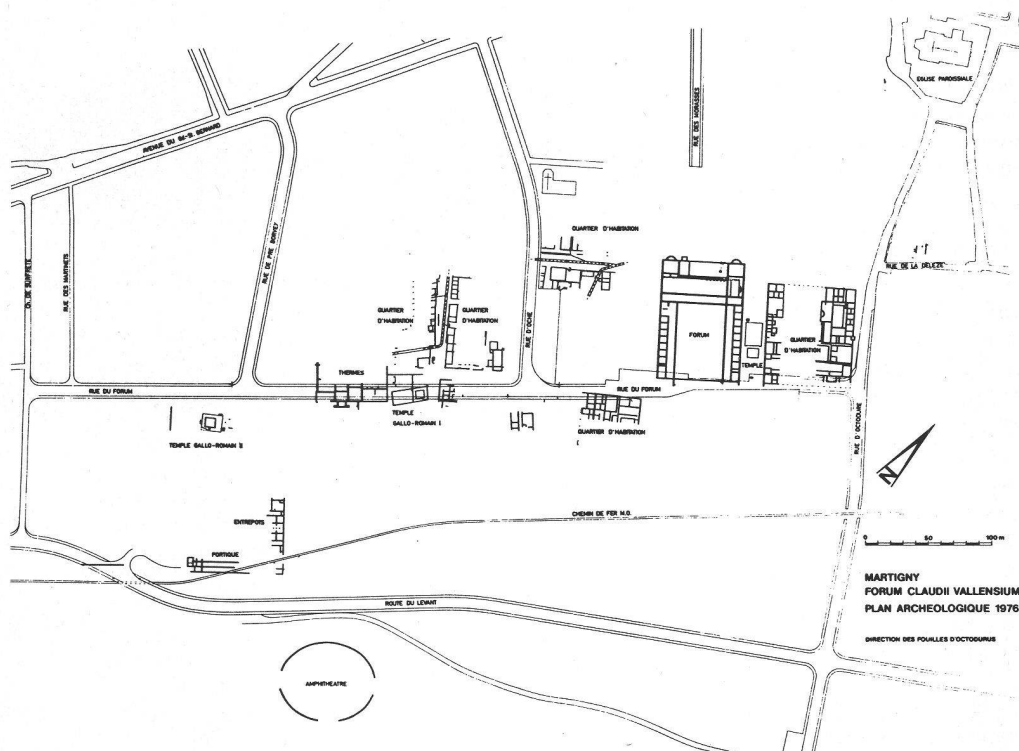 EGLISE PAROISSIALE
RUE DES MORASSES
AVENUE DU GD-ST. BERNARD
RUE DE PRE BORVEY
CH. DE SURFRETE
RUE DES MARTINETS
QUARTIER D'HABITATION
RUE DE LA DELEZE
QUARTIER
D'HABITATION
QUARTIER
D'HABITATION
RUE D'OCHE
FORUM
QUARTIER
D'HABITATION
TEMPLE
THERMES
RUE DU FORUM
RUE DU FORUM
TEMPLE
GALLO-ROMAIN I
QUARTIER D'HABITATION
TEMPLE GALLO-ROMAIN II
RUE D'OCTODURE
N
ENTREPOTS
CHEMIN DE FER M.O.
PORTIQUE
0 50 100 m
ROUTE DU LEVANT
AMPHITHEATRE
MARTIGNY
FORUM CLAUDII VALLENSIUM
PLAN ARCHEOLOGIQUE 1976
DIRECTION DES FOUILLES D'OCTODURUS